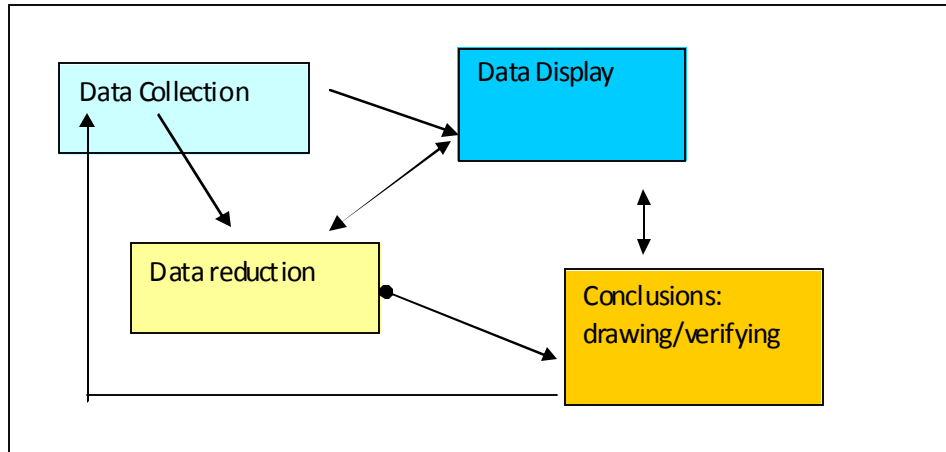 Data Collection
Data Display
Data reduction
Conclusions:
drawing/verifying